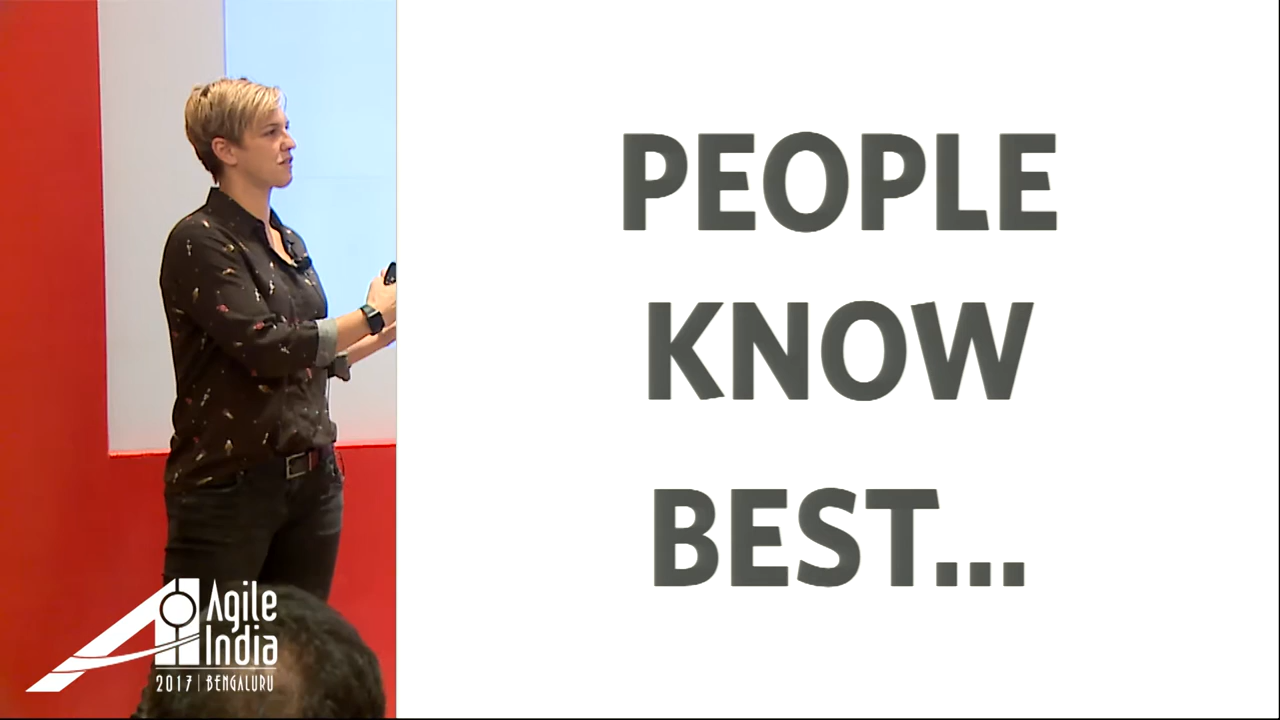 PEOPLE
KNOW
BEST...
Agile
India
2017 | BENGALURU